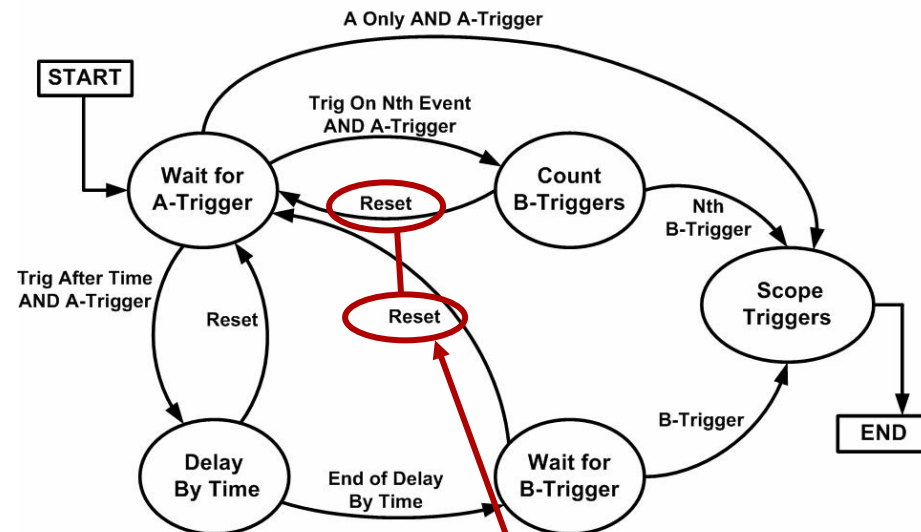 A Only AND A-Trigger
START
Trig On Nth Event
AND A-Trigger
Wait for
A-Trigger
Count
B-Triggers
Reset
Nth
B-Trigger
Trig After Time
AND A-Trigger
Reset
Reset
Scope
Triggers
B-Trigger
END
Delay
By Time
End of Delay
By Time
Wait for
B-Trigger